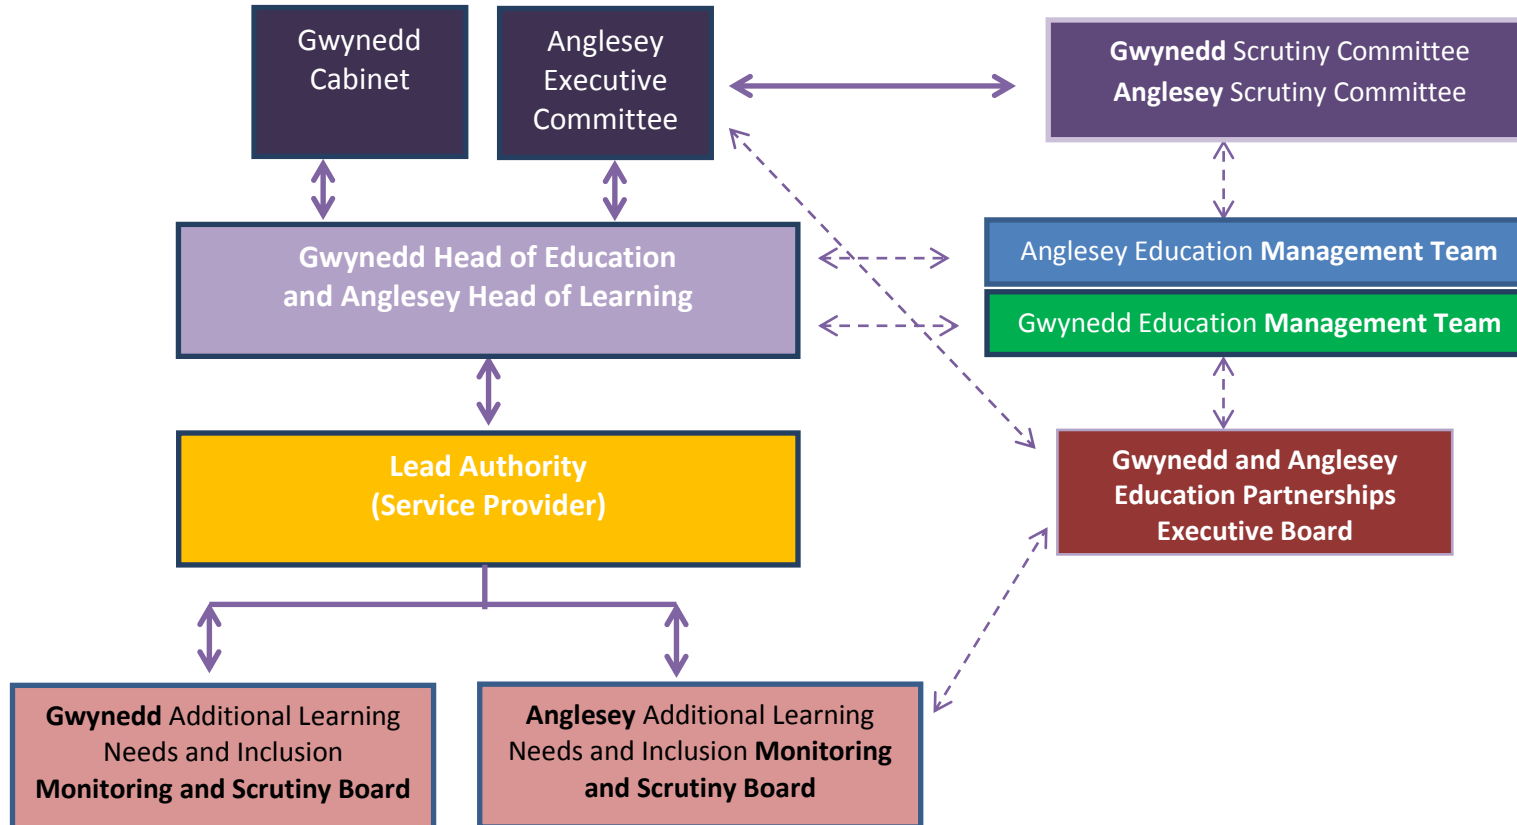 Gwynedd
Cabinet
Anglesey
Executive
Committee
Gwynedd Scrutiny Committee
Anglesey Scrutiny Committee
Gwynedd Head of Education
and Anglesey Head of Learning
Anglesey Education Management Team
Gwynedd Education Management Team
Lead Authority
(Service Provider)
Gwynedd and Anglesey
Education Partnerships
Executive Board
Gwynedd Additional Learning
Needs and Inclusion
Monitoring and Scrutiny Board
Anglesey Additional Learning
Needs and Inclusion Monitoring
and Scrutiny Board